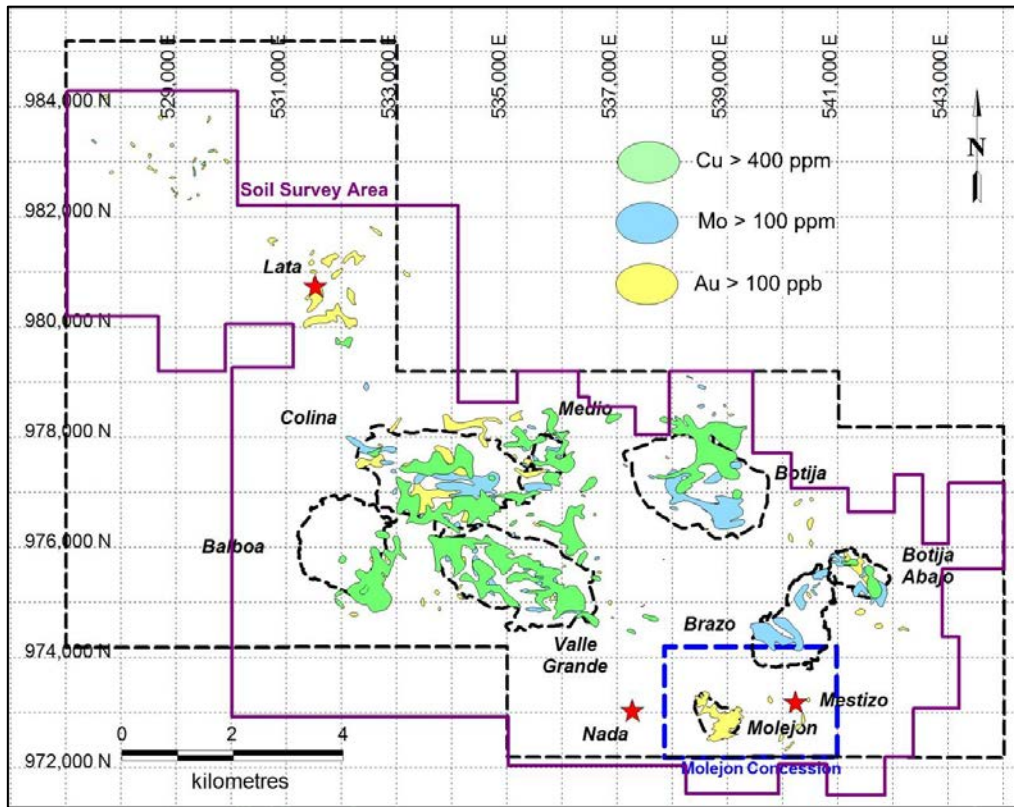 529,000 E
531,000 E
533,000 E
535,000 E
537,000 E
539,000 E
541,000 E
543,000 E
984,000 N
N
Cu > 400 ppm
Soil Survey Area
982,000 N
Mo > 100 ppm
Lata
Au > 100 ppb
980,000 N
Colina
Medio
978,000 N
Botija
976,000 N
Balboa
Botija
Abajo
Brazo
974,000 N
Valle
Grande
Mestizo
Nada
Molejon
0 2 4
972,000 N
Molejon Concession
kilometres